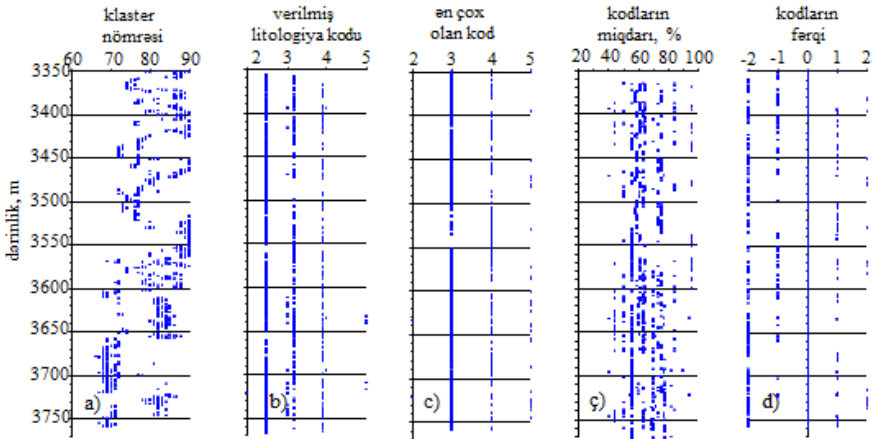 klaster
nömrəsi
60 70 80 90
verilmiş
litologiya kodu
2 3 4 5
ən çox
olan kod
2 3 4 5
kodların
miqdarı, %
20 40 60 80 100
kodların
fərqi
-2 -1 0 1 2
dərinlik, m
3350
3400
3450
3500
3550
3600
3650
3700
3750
a)
b)
c)
ç)
d)